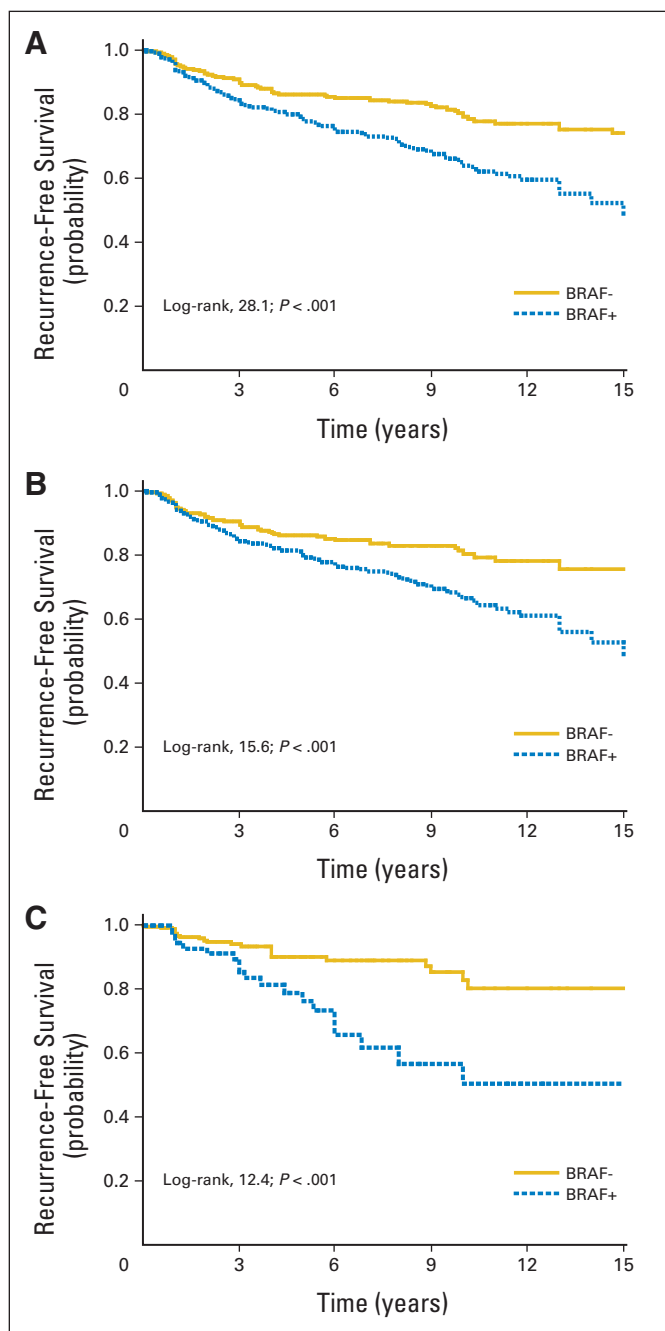 A
Recurrence-Free Survival
(probability)
1.0
0.8
0.6
0.4
0.2
Log-rank, 28.1; P < .001
BRAF-
BRAF+
0 3 6 9 12 15
Time (years)
B
Recurrence-Free Survival
(probability)
1.0
0.8
0.6
0.4
0.2
Log-rank, 15.6; P < .001
BRAF-
BRAF+
0 3 6 9 12 15
Time (years)
C
Recurrence-Free Survival
(probability)
1.0
0.8
0.6
0.4
0.2
Log-rank, 12.4; P < .001
BRAF-
BRAF+
0 3 6 9 12 15
Time (years)